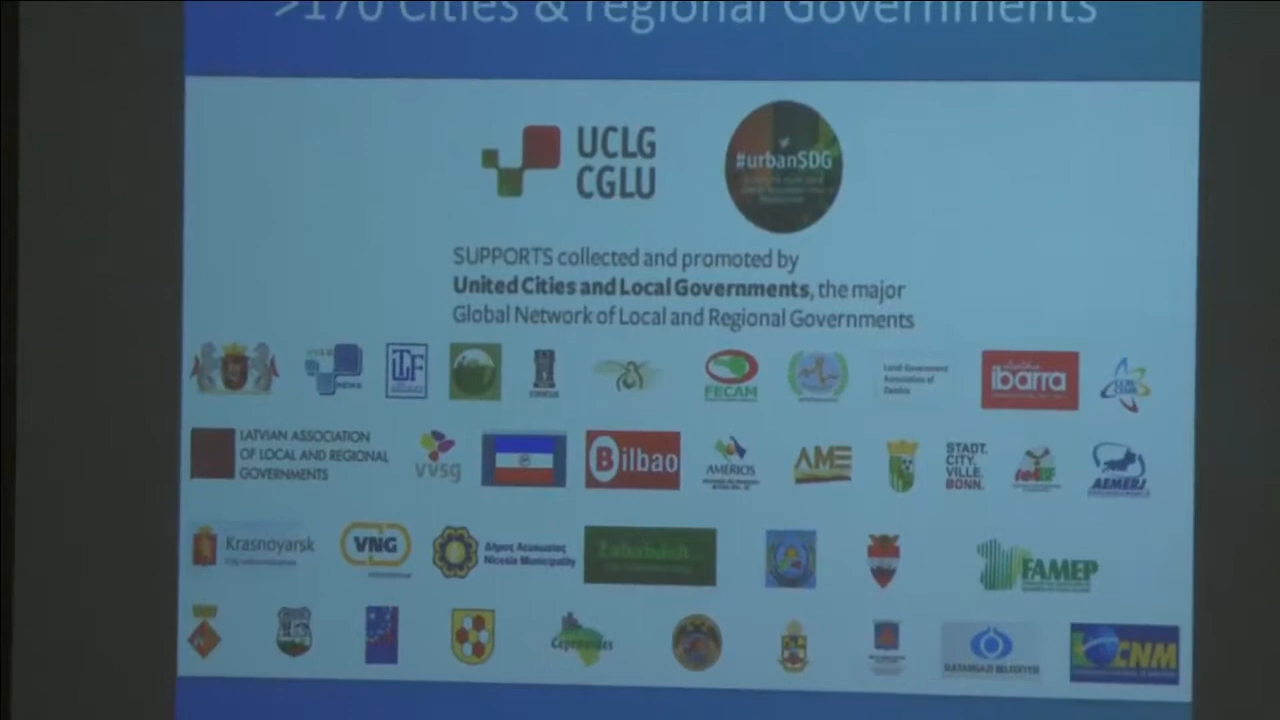 >170 Cities & regional Governments
UCLG
CGLU
#urbanSDG
SUPPORTS collected and promoted by
United Cities and Local Governments, the major
Global Network of Local and Regional Governments
FECAM
Local Government
Association of
Zambia
ibarra
LATVIAN ASSOCIATION
OF LOCAL AND REGIONAL
GOVERNMENTS
vvsg
Bilbao
AMERIOS
AME
STADT.
CITY.
VILLE.
BONN.
AEMERJ
Krasnoyarsk
VNG
Δήμος Λευκωσίας
Nicosia Municipality
FAMEP
CNM